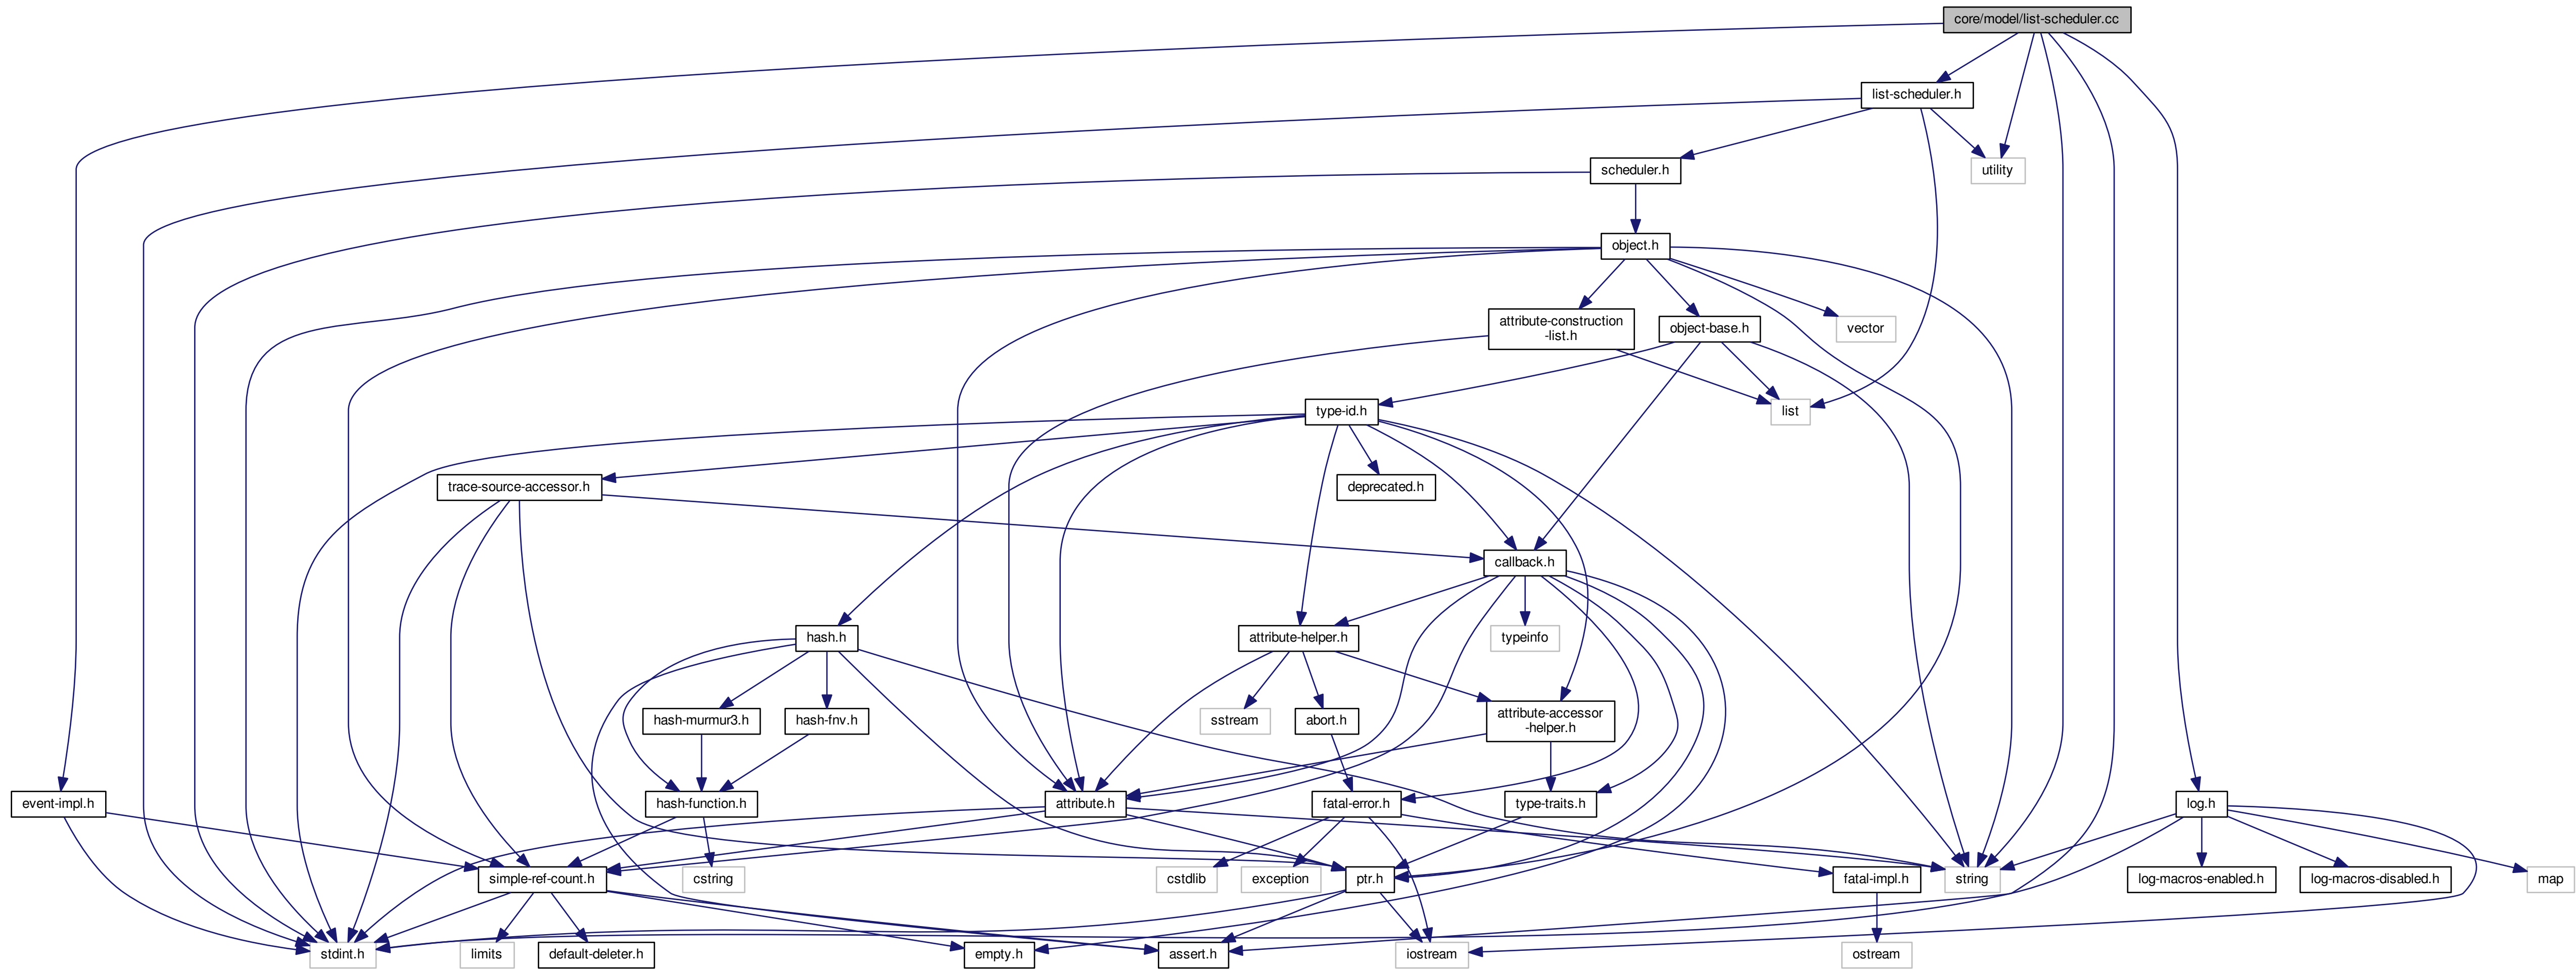 core/model/list-scheduler.cc
list-scheduler.h
scheduler.h
utility
object.h
attribute-construction
-list.h
object-base.h
vector
type-id.h
list
trace-source-accessor.h
deprecated.h
callback.h
hash.h
attribute-helper.h
typeinfo
hash-murmur3.h
hash-fnv.h
sstream
abort.h
attribute-accessor
-helper.h
event-impl.h
hash-function.h
attribute.h
fatal-error.h
type-traits.h
log.h
simple-ref-count.h
cstring
cstdlib
exception
ptr.h
fatal-impl.h
string
log-macros-enabled.h
log-macros-disabled.h
map
stdint.h
limits
default-deleter.h
empty.h
assert.h
iostream
ostream